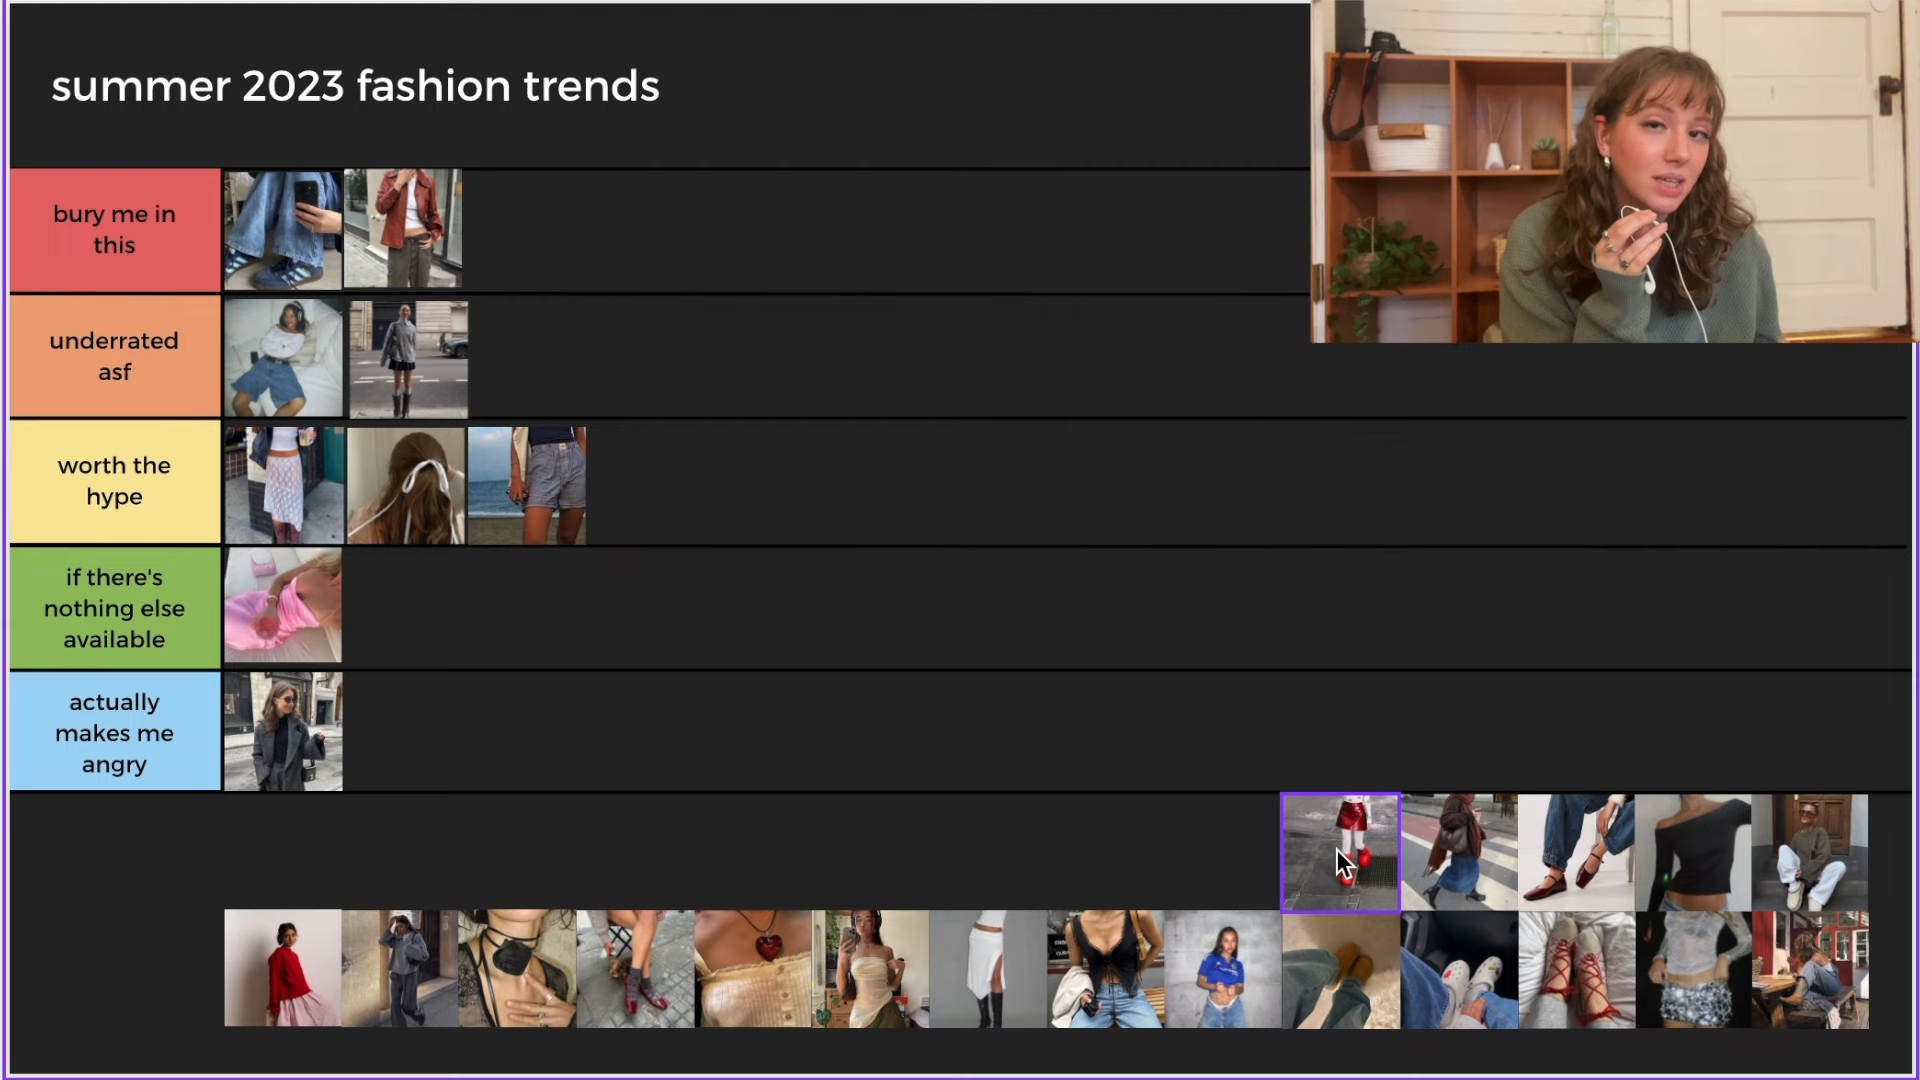 summer 2023 fashion trends
bury me in
this
underrated
asf
worth the
hype
if there's
nothing else
available
actually
makes me
angry